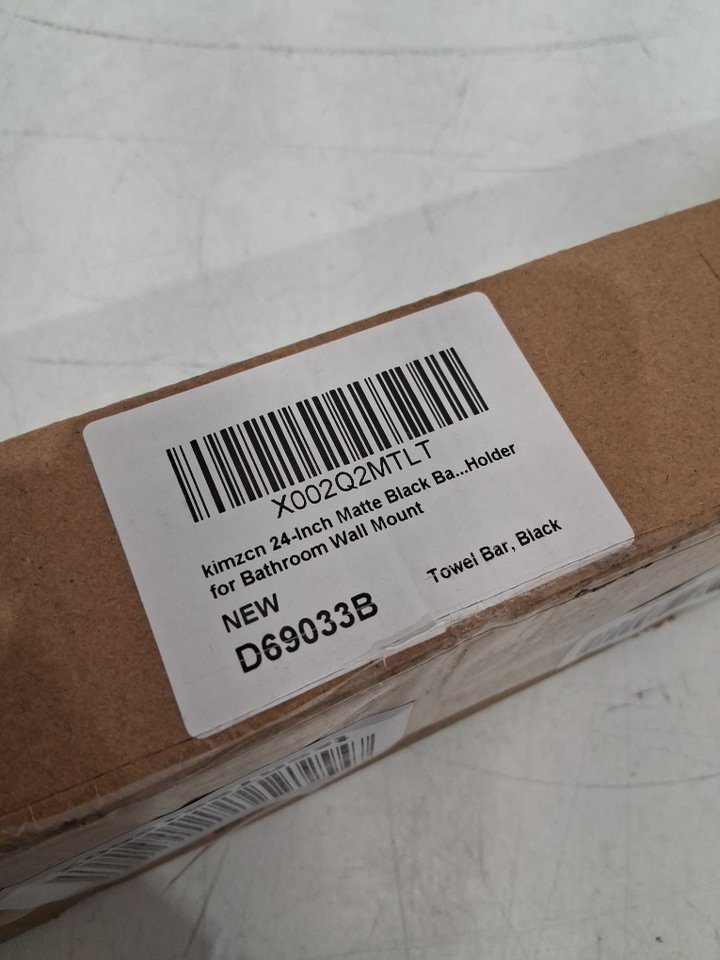 X002Q2MTLT
kimzcn 24-Inch Matte Black Ba...Holder
for Bathroom Wall Mount
NEW
Towel Bar, Black
D69033B